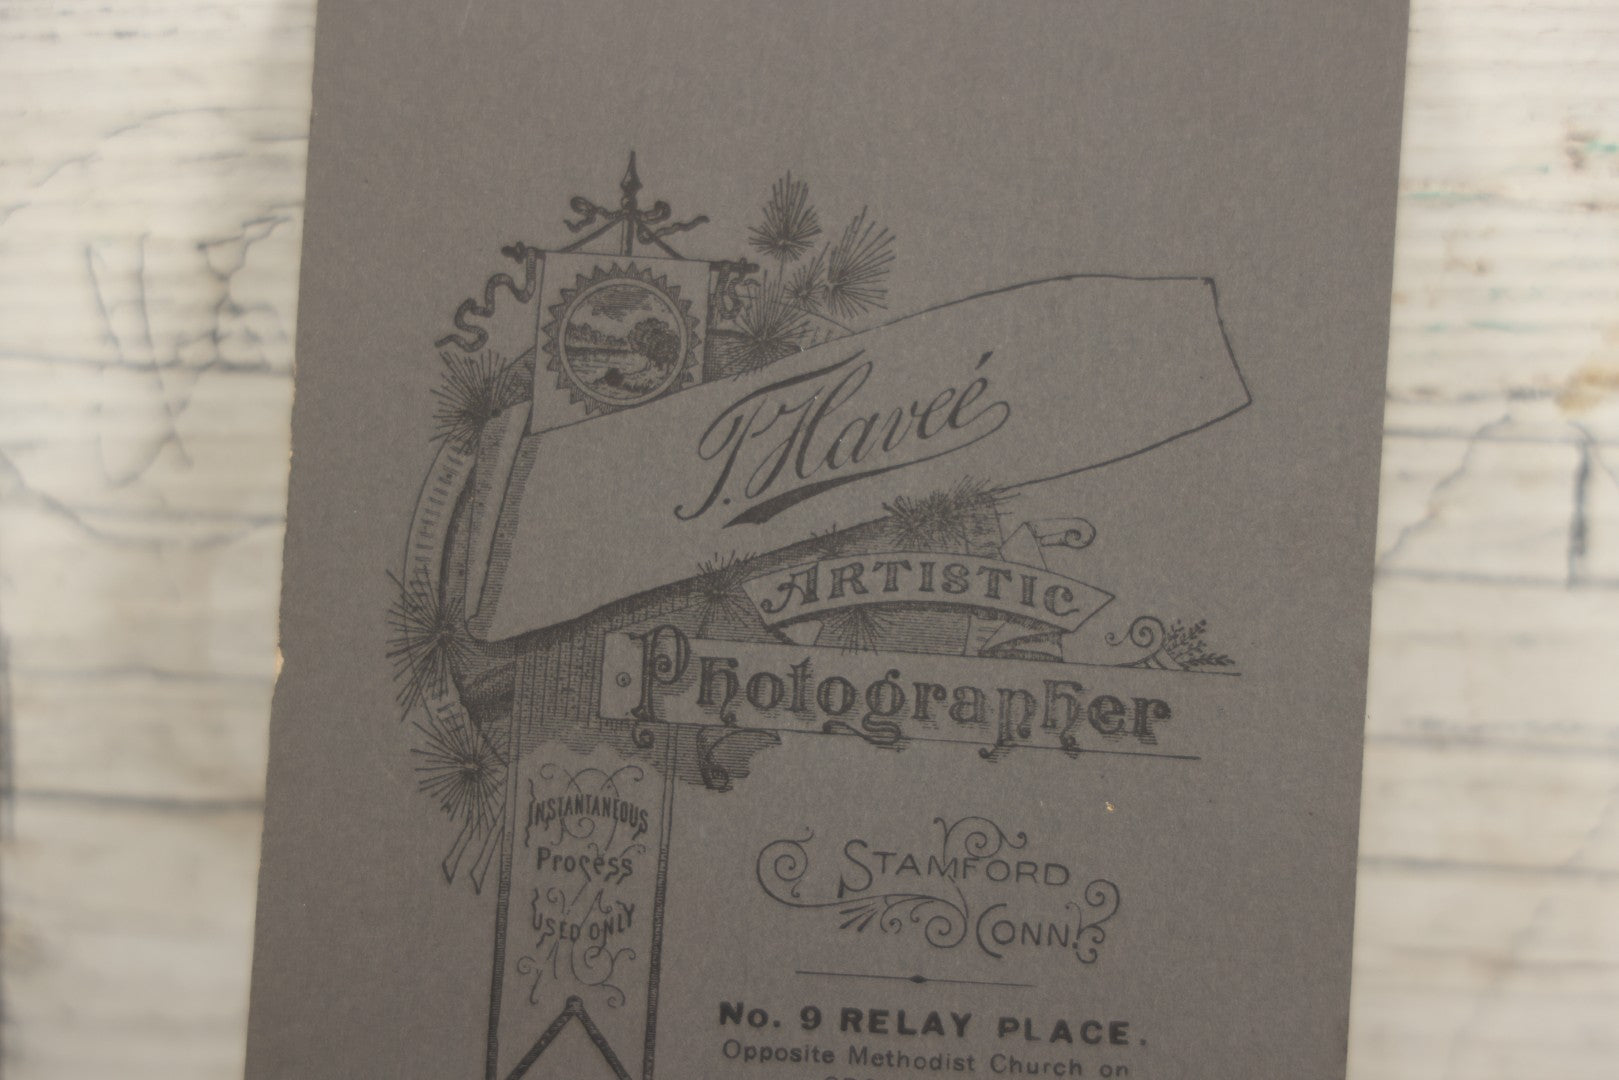 T. Haveé
ARTISTIC
Photographer
INSTANTANEOUS
Process
USED ONLY
STAMFORD
CONN.
No. 9 RELAY PLACE.
Opposite Methodist Church on